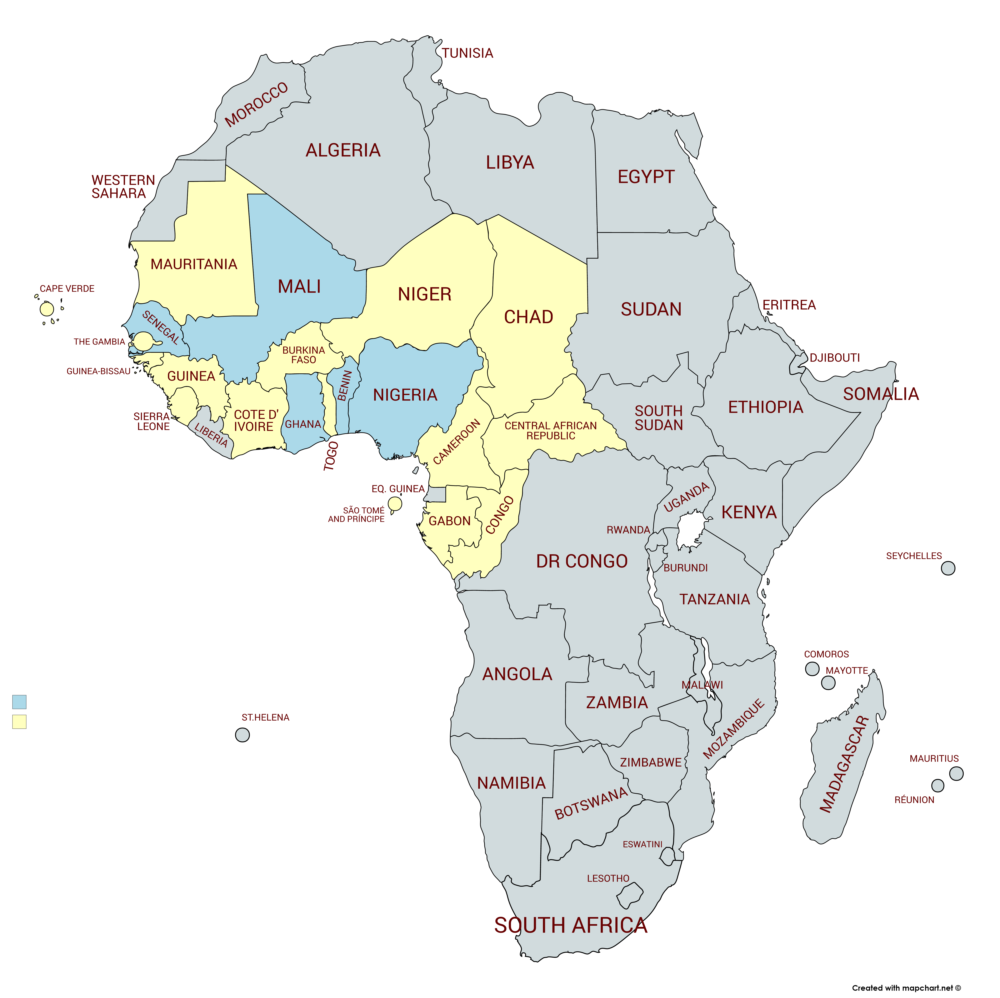 TUNISIA
MOROCCO
ALGERIA
LIBYA
EGYPT
WESTERN
SAHARA
MAURITANIA
MALI
NIGER
CHAD
SUDAN
ERITREA
CAPE VERDE
SENEGAL
THE GAMBIA
GUINEA-BISSAU
GUINEA
BURKINA
FASO
BENIN
NIGERIA
DJIBOUTI
SOMALIA
ETHIOPIA
SOUTH
SUDAN
SIERRA
LEONE
LIBERIA
COTE D'
IVOIRE
GHANA
TOGO
CAMEROON
CENTRAL AFRICAN
REPUBLIC
EQ. GUINEA
SÃO TOMÉ
AND PRÍNCIPE
GABON
CONGO
UGANDA
KENYA
RWANDA
DR CONGO
BURUNDI
SEYCHELLES
TANZANIA
COMOROS
MAYOTTE
ANGOLA
MALAWI
ZAMBIA
ST.HELENA
MOZAMBIQUE
MADAGASCAR
ZIMBABWE
MAURITIUS
NAMIBIA
BOTSWANA
RÉUNION
ESWATINI
LESOTHO
SOUTH AFRICA
Created with mapchart.net ©